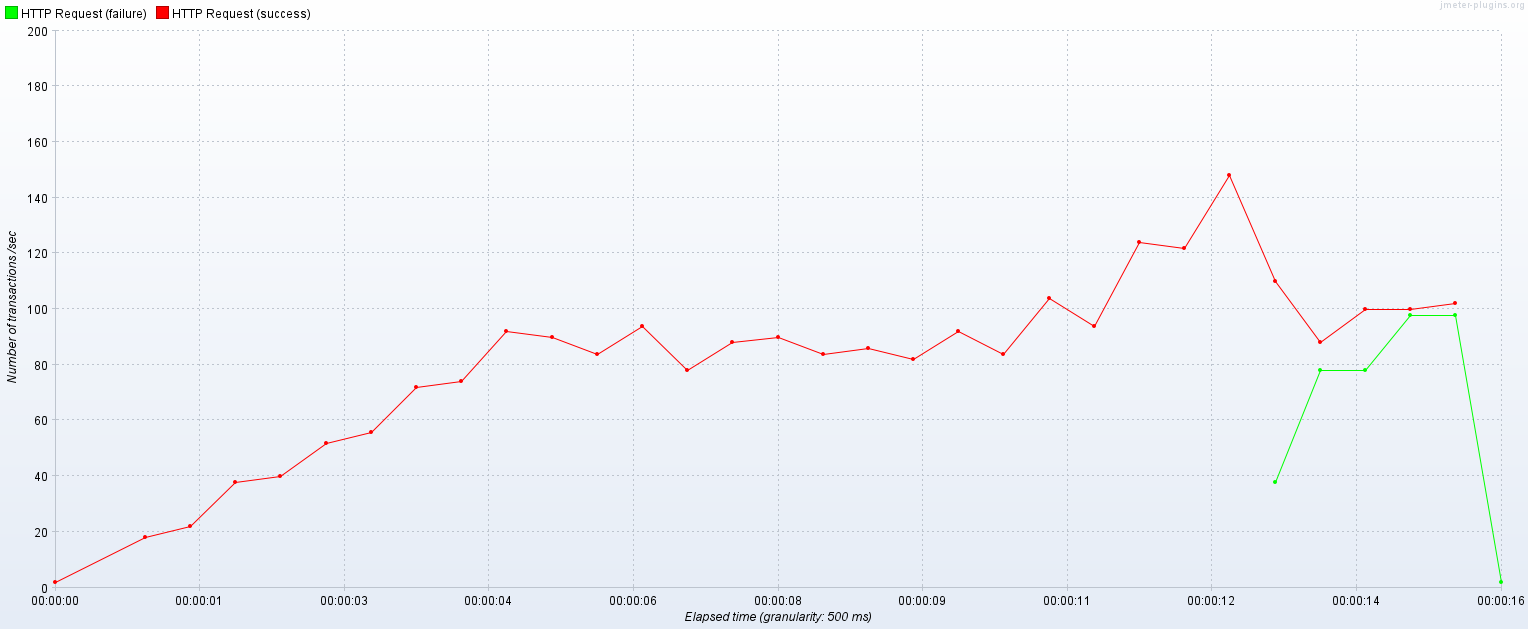 HTTP Request (failure) HTTP Request (success)
jmeter-plugins.org
200
180
160
140
120
100
80
60
40
20
0
Number of transactions /sec
00:00:00 00:00:01 00:00:03 00:00:04 00:00:06 00:00:08 00:00:09 00:00:11 00:00:12 00:00:14 00:00:16
Elapsed time (granularity: 500 ms)